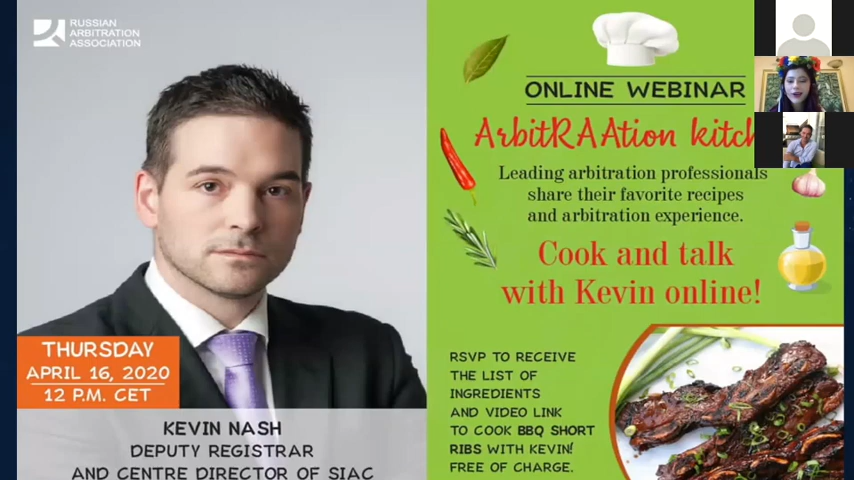 RUSSIAN
ARBITRATION
ASSOCIATION
THURSDAY
APRIL 16, 2020
12 P.M. CET
KEVIN NASH
DEPUTY REGISTRAR
AND CENTRE DIRECTOR OF SIAC
ONLINE WEBINAR
ArbitRAAtion kitch
Leading arbitration professionals
share their favorite recipes
and arbitration experience.
Cook and talk
with Kevin online!
RSVP TO RECEIVE
THE LIST OF
INGREDIENTS
AND VIDEO LINK
TO COOK BBQ SHORT
RIBS WITH KEVIN!
FREE OF CHARGE.